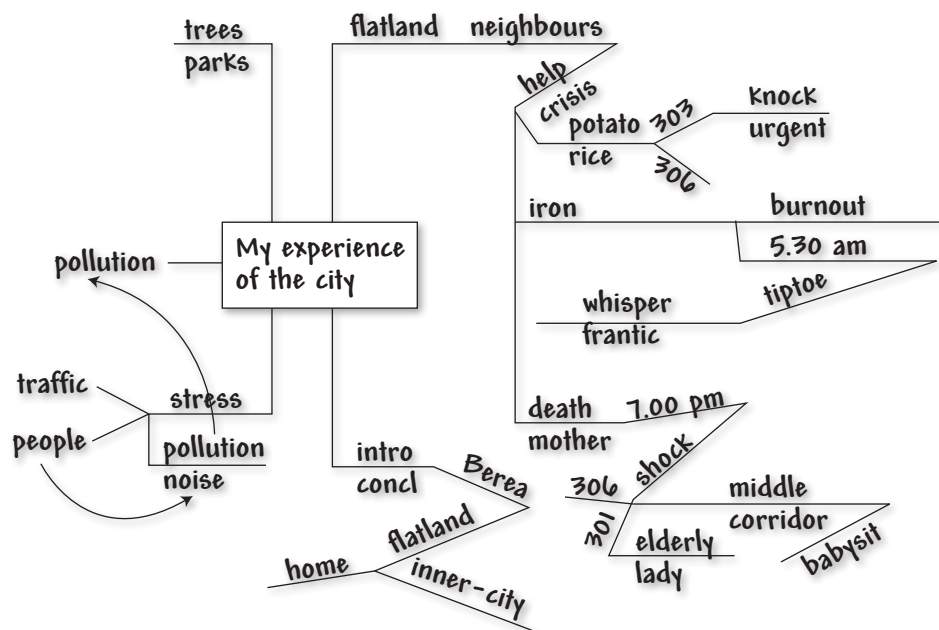 trees
parks
flatland neighbours
help
crisis
potato
rice
303
306
knock
urgent
iron
burnout
5.30 am
tiptoe
whisper
frantic
My experience
of the city
pollution
traffic
people
stress
pollution
noise
death
mother
7.00 pm
shock
306
301
elderly
lady
middle
corridor
babysit
intro
concl
Berea
flatland
home
inner-city